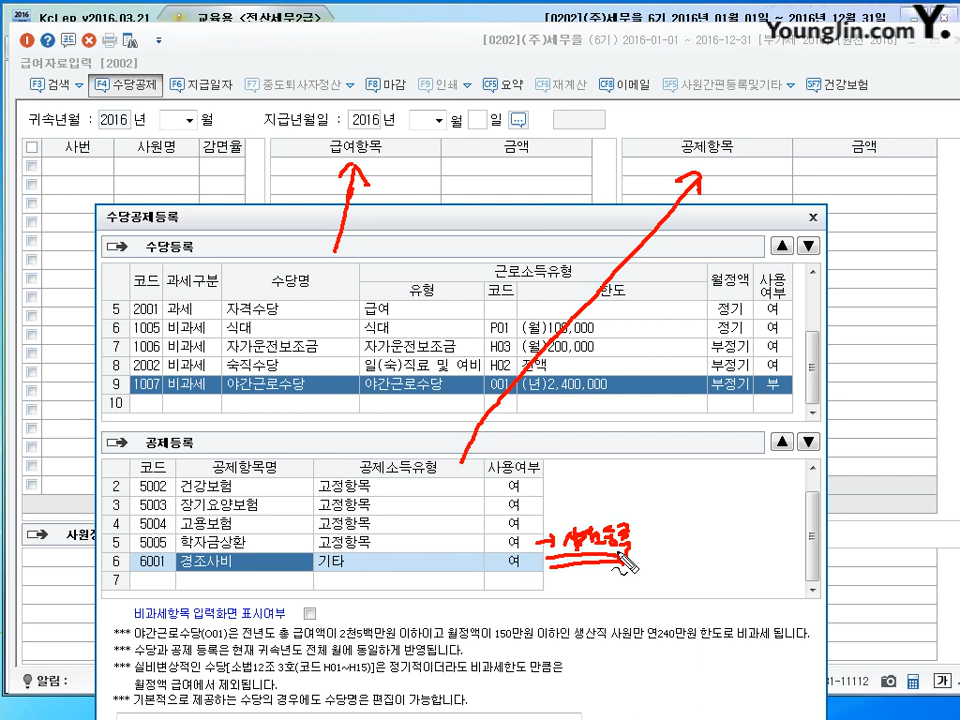 KcLep v2016.03.21
교육용 <전산세무2급>
[0202](주)세무을 6기 2016년 01월 01일 ~ 2016년 12월 31일
YoungJin.com Y.
[0202](주)세무을 (6기) 2016-01-01 ~ 2016-12-31
급여자료입력 [2002]
F3 검색 F4 수당공제 F6 지급일자 F7 중도퇴사자정산 F8 마감 F9 인쇄 CF5 요약 CF6 재계산 CF8 이메일 SF5 사원간편등록및기타 SF7 건강보험
귀속년월 : 2016 년 월 지급년월일 : 2016 년 월 일
사번 사원명 감면율 급여항목 금액 공제항목 금액
수당공제등록 x
수당등록
코드 과세구분 수당명 근로소득유형 월정액 사용여부
유형 코드 한도
5 2001 과세 자격수당 급여 정기 여
6 1005 비과세 식대 식대 P01 (월)100,000 정기 여
7 1006 비과세 자가운전보조금 자가운전보조금 H03 (월)200,000 부정기 여
8 2002 비과세 숙직수당 일(숙)직료 및 여비 H02 전액 부정기 여
9 1007 비과세 야간근로수당 야간근로수당 001 (년)2,400,000 부정기 부
10
공제등록
코드 공제항목명 공제소득유형 사용여부
2 5002 건강보험 고정항목 여
3 5003 장기요양보험 고정항목 여
4 5004 고용보험 고정항목 여
5 5005 학자금상환 고정항목 여
6 6001 경조사비 기타 여
7
사원정
비과세항목 입력화면 표시여부
*** 야간근로수당(001)은 전년도 총 급여액이 2천5백만원 이하이고 월정액이 150만원 이하인 생산직 사원만 연240만원 한도로 비과세 됩니다.
*** 수당과 공제 등록은 현재 귀속년도 전체 월에 동일하게 반영됩니다.
*** 실비변상적인 수당[소법12조 3호(코드 H01~H15)]은 정기적이더라도 비과세한도 만큼은
월정액 급여에서 제외됩니다.
*** 기본적으로 제공하는 수당의 경우에도 수당명은 편집이 가능합니다.
알림 :
31-11112
가